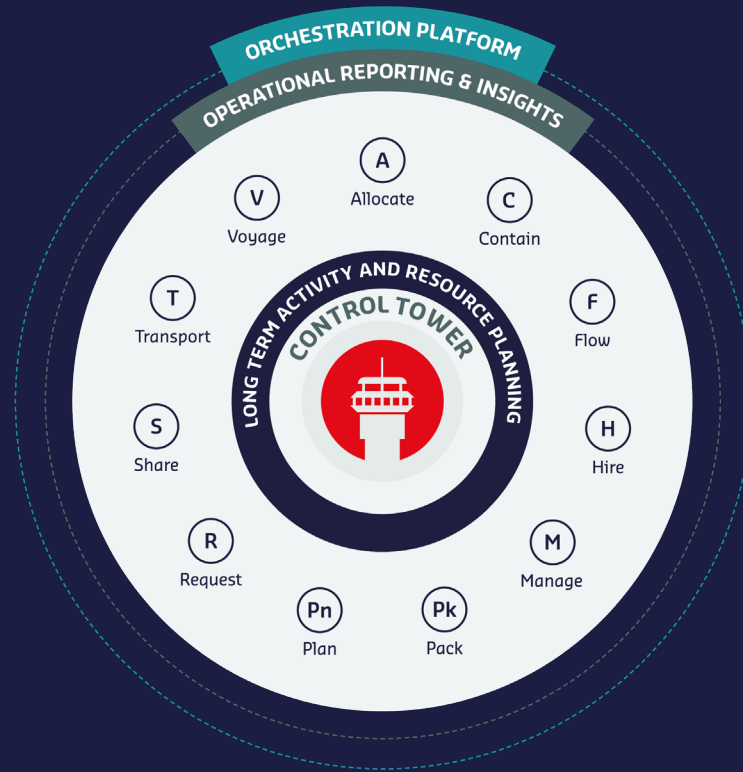 ORCHESTRATION PLATFORM
OPERATIONAL REPORTING & INSIGHTS
A
Allocate
C
Contain
F
Flow
H
Hire
M
Manage
Pk
Pack
Pn
Plan
R
Request
S
Share
T
Transport
V
Voyage
LONG TERM ACTIVITY AND RESOURCE PLANNING
CONTROL TOWER